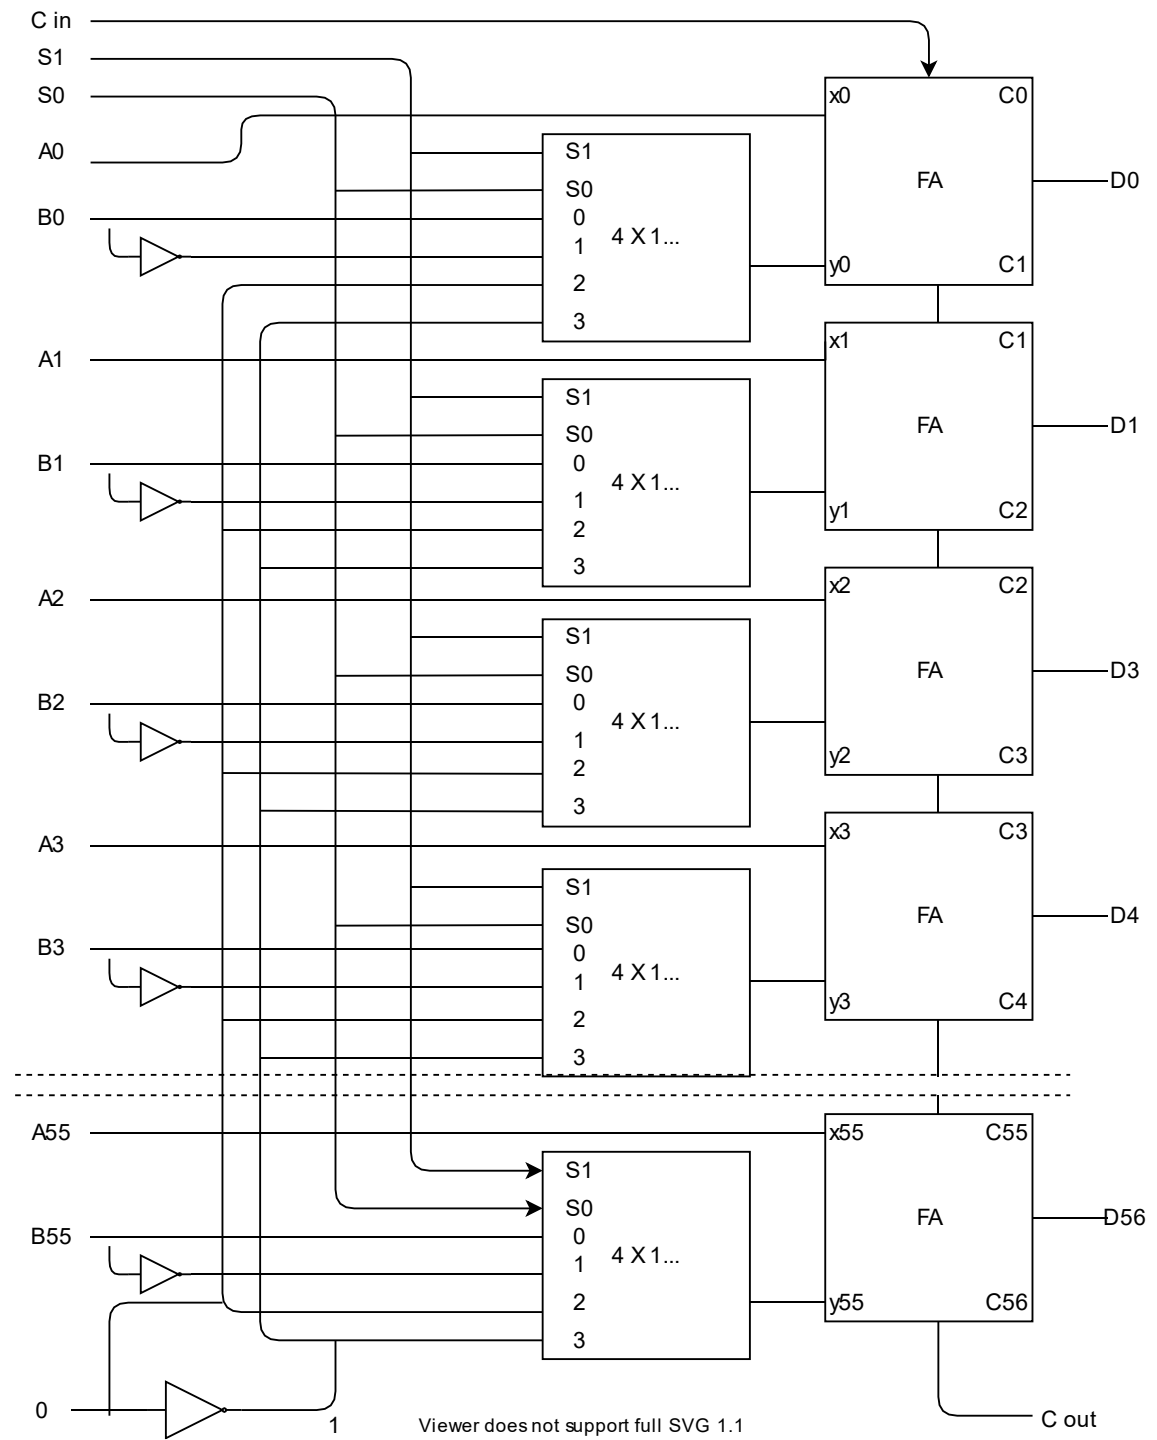 C in
S1
S0
x0 C0
A0
S1
FA D0
S0
B0
0
4 X 1...
1
y0 C1
2
3
x1 C1
A1
S1
FA D1
S0
B1
0
4 X 1...
1
y1 C2
2
3
x2 C2
A2
S1
FA D3
S0
B2
0
4 X 1...
1
y2 C3
2
3
x3 C3
A3
S1
FA D4
S0
B3
0
4 X 1...
1
y3 C4
2
3
A55
x55 C55
S1
FA D56
S0
B55
0
4 X 1...
1
2
y55 C56
3
0
1
Viewer does not support full SVG 1.1
C out